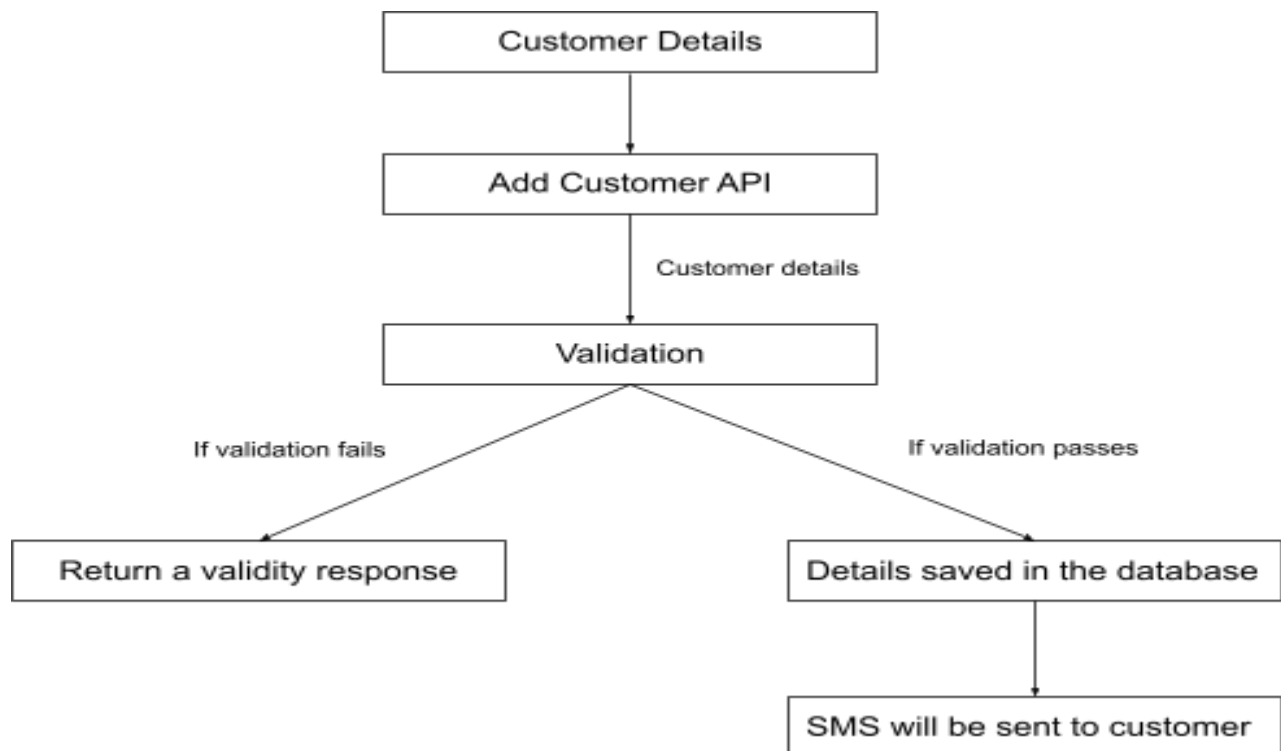 Customer Details
Add Customer API
Customer details
Validation
If validation fails
If validation passes
Return a validity response
Details saved in the database
SMS will be sent to customer